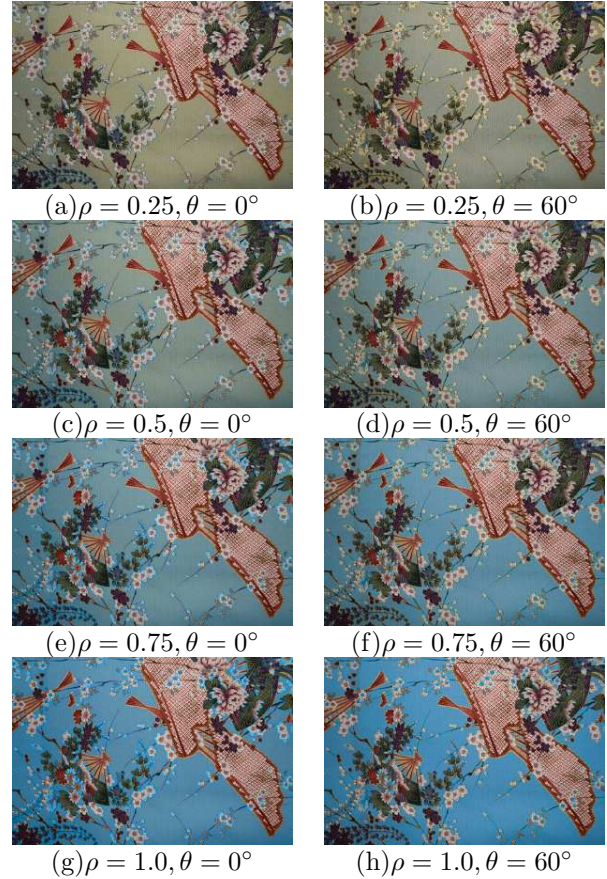 (a)ρ = 0.25, θ = 0° (b)ρ = 0.25, θ = 60°
(c)ρ = 0.5, θ = 0° (d)ρ = 0.5, θ = 60°
(e)ρ = 0.75, θ = 0° (f)ρ = 0.75, θ = 60°
(g)ρ = 1.0, θ = 0° (h)ρ = 1.0, θ = 60°